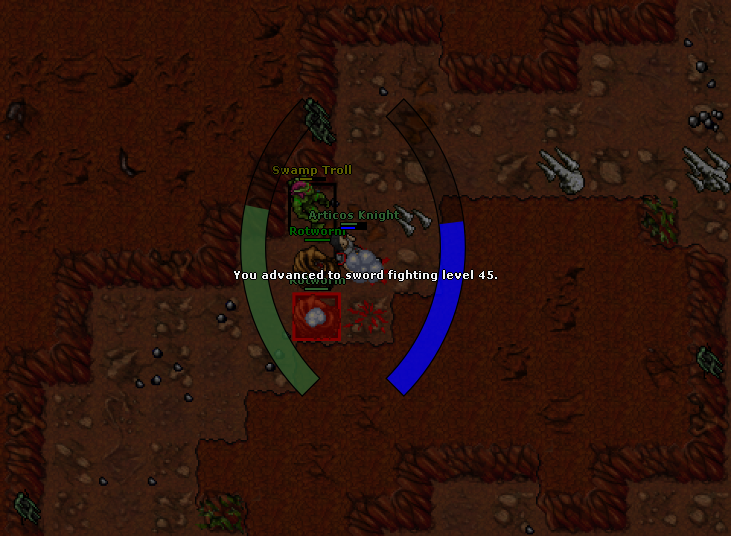 Swamp Troll
Articos Knight
Rotworm
You advanced to sword fighting level 45.
Rotworm